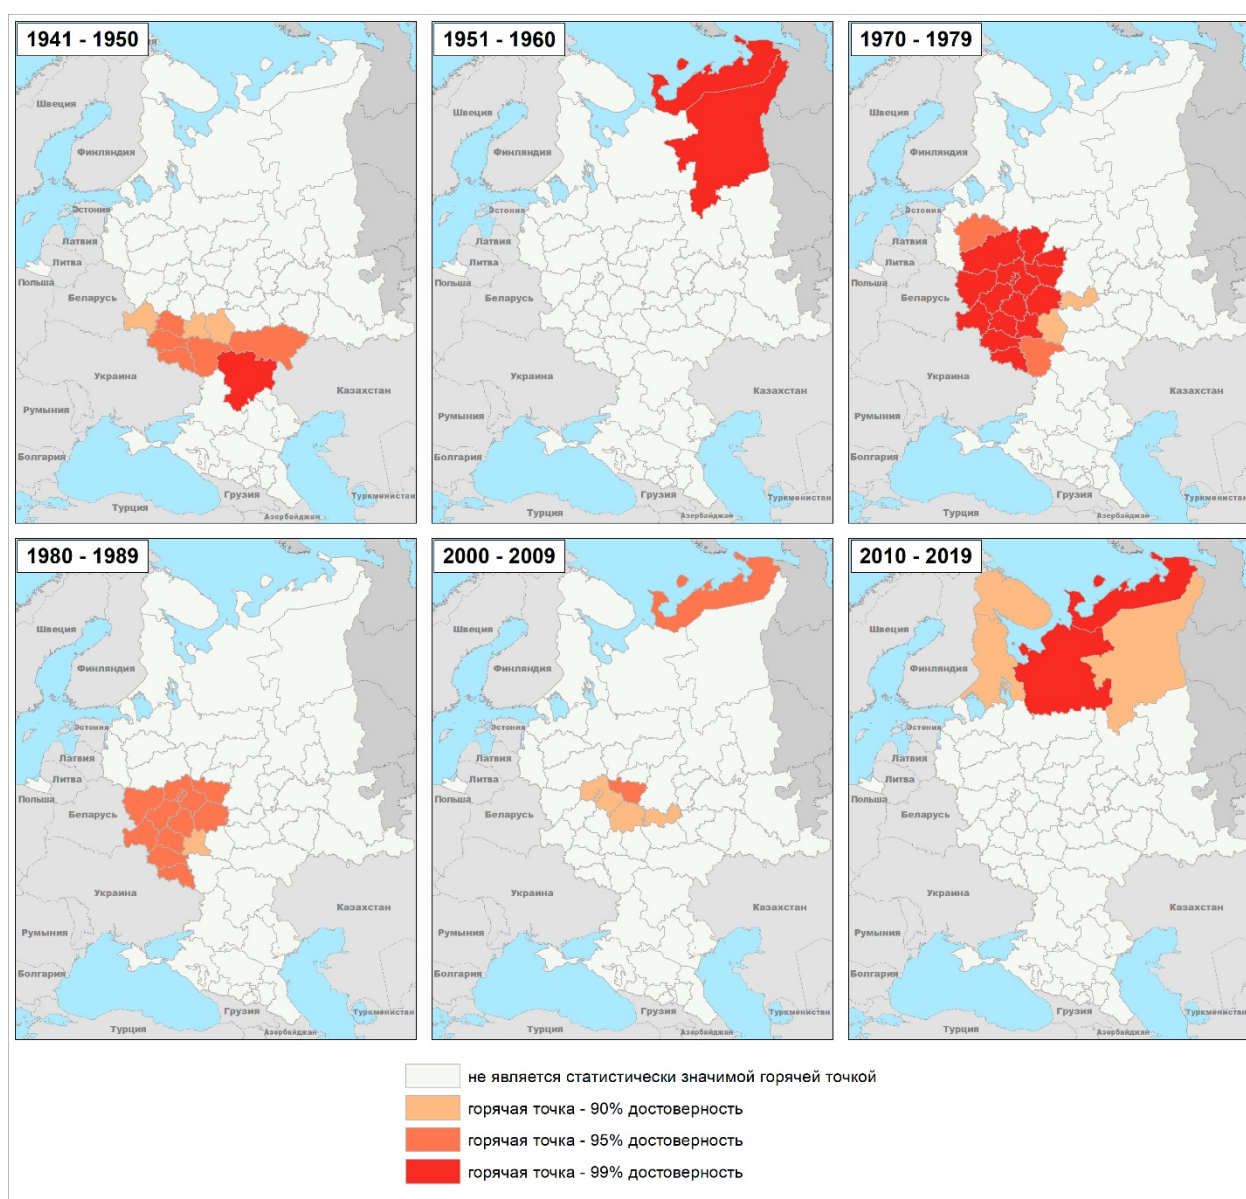 1941 - 1950
Швеция
Финляндия
Эстония
Латвия
Литва
Польша
Беларусь
Украина
Казахстан
Румыния
Болгария
Грузия
Туркменистан
Турция
Азербайджан
1951 - 1960
Швеция
Финляндия
Эстония
Латвия
Литва
Польша
Беларусь
Украина
Казахстан
Румыния
Болгария
Грузия
Туркменистан
Турция
Азербайджан
1970 - 1979
Швеция
Финляндия
Эстония
Латвия
Литва
Польша
Беларусь
Украина
Казахстан
Румыния
Болгария
Грузия
Туркменистан
Турция
Азербайджан
1980 - 1989
Швеция
Финляндия
Эстония
Латвия
Литва
Польша
Беларусь
Украина
Казахстан
Румыния
Болгария
Грузия
Туркменистан
Турция
Азербайджан
2000 - 2009
Швеция
Финляндия
Эстония
Латвия
Литва
Польша
Беларусь
Украина
Казахстан
Румыния
Болгария
Грузия
Туркменистан
Турция
Азербайджан
2010 - 2019
Швеция
Финляндия
Эстония
Латвия
Литва
Польша
Беларусь
Украина
Казахстан
Румыния
Болгария
Грузия
Туркменистан
Турция
Азербайджан
не является статистически значимой горячей точкой
горячая точка - 90% достоверность
горячая точка - 95% достоверность
горячая точка - 99% достоверность